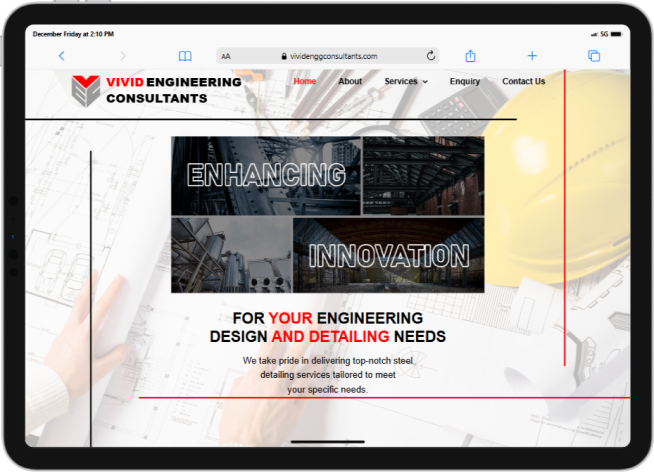 December Friday at 2:10 PM
5G
AA
vividenggconsultants.com
VIVID ENGINEERING
CONSULTANTS
Home About Services Enquiry Contact Us
ENHANCING
INNOVATION
FOR YOUR ENGINEERING
DESIGN AND DETAILING NEEDS
We take pride in delivering top-notch steel
detailing services tailored to meet
your specific needs.